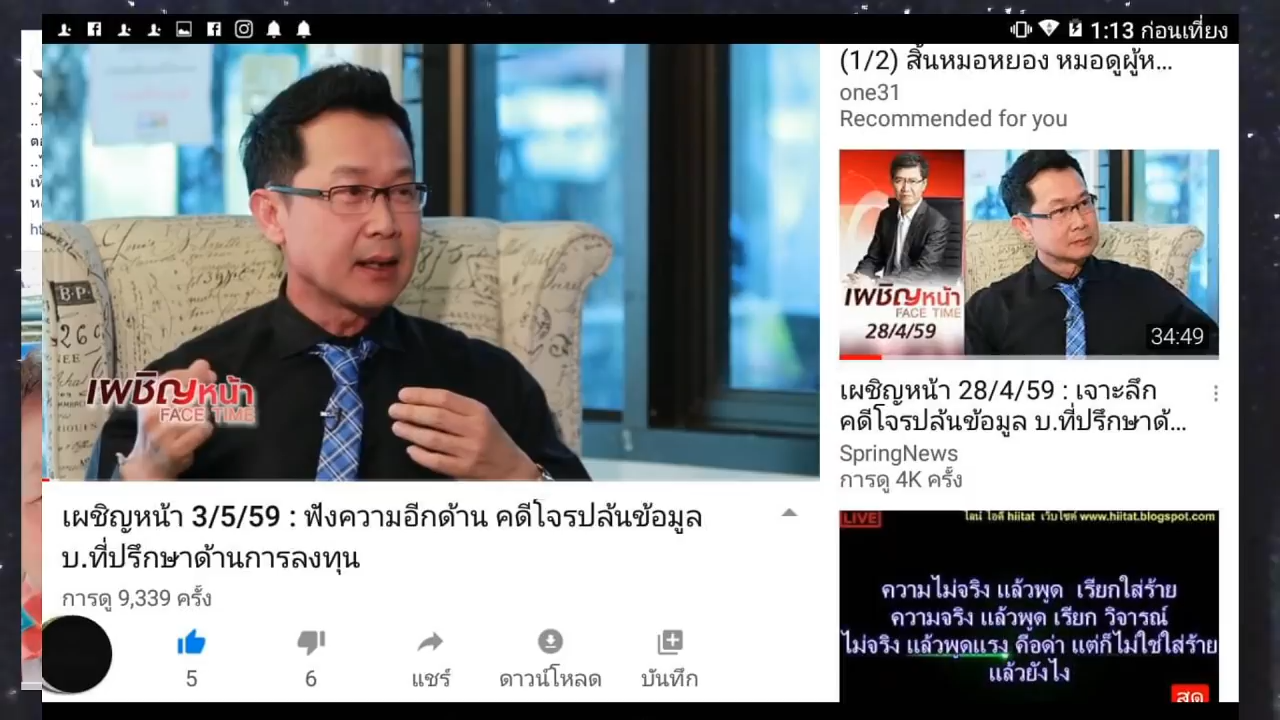 1:13 ก่อนเที่ยง
B·P·
26
เผชิญหน้า
FACE TIME
เผชิญหน้า 3/5/59 : ฟังความอีกด้าน คดีโจรปล้นข้อมูล
บ.ที่ปรึกษาด้านการลงทุน
การดู 9,339 ครั้ง
5
6
แชร์
ดาวน์โหลด
บันทึก
(1/2) สิ้นหมอหยอง หมอดูผู้ห...
one31
Recommended for you
เผชิญหน้า
FACE TIME
28/4/59
34:49
เผชิญหน้า 28/4/59 : เจาะลึก
คดีโจรปล้นข้อมูล บ.ที่ปรึกษาด้...
SpringNews
การดู 4K ครั้ง
LIVE
ไลน์ ไอดี hiitat เว็บไซต์ www.hiitat.blogspot.com
ความไม่จริง แล้วพูด เรียกใส่ร้าย
ความจริง แล้วพูด เรียก วิจารณ์
ไม่จริง แล้วพูดแรง คือด่า แต่ก็ไม่ใช่ใส่ร้าย
แล้วยังไง
สด